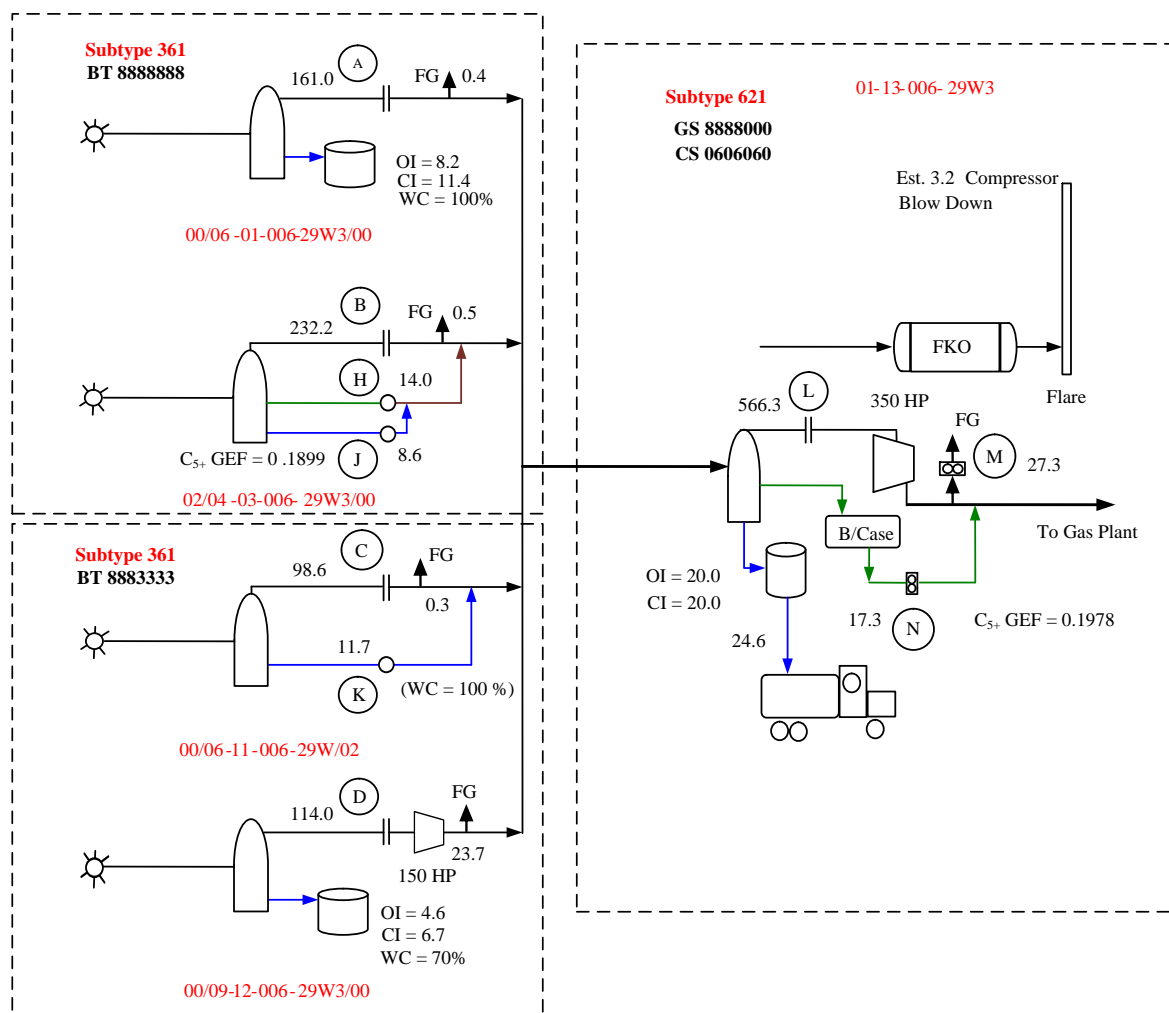 Subtype 361
BT 8888888
161.0
A
FG
0.4
OI = 8.2
CI = 11.4
WC = 100%
00/06 -01-006-29W3/00
232.2
B
FG
0.5
H
14.0
C5+ GEF = 0 .1899
J
8.6
02/04 -03-006- 29W3/00
Subtype 361
BT 8883333
98.6
C
FG
0.3
11.7
K
(WC = 100 %)
00/06-11-006-29W/02
114.0
D
FG
23.7
150 HP
OI = 4.6
CI = 6.7
WC = 70%
00/09-12-006-29W3/00
Subtype 621
01-13-006- 29W3
GS 8888000
CS 0606060
Est. 3.2 Compressor
Blow Down
FKO
Flare
566.3
L
350 HP
FG
M
27.3
To Gas Plant
B/Case
OI = 20.0
CI = 20.0
17.3
N
C5+ GEF = 0.1978
24.6